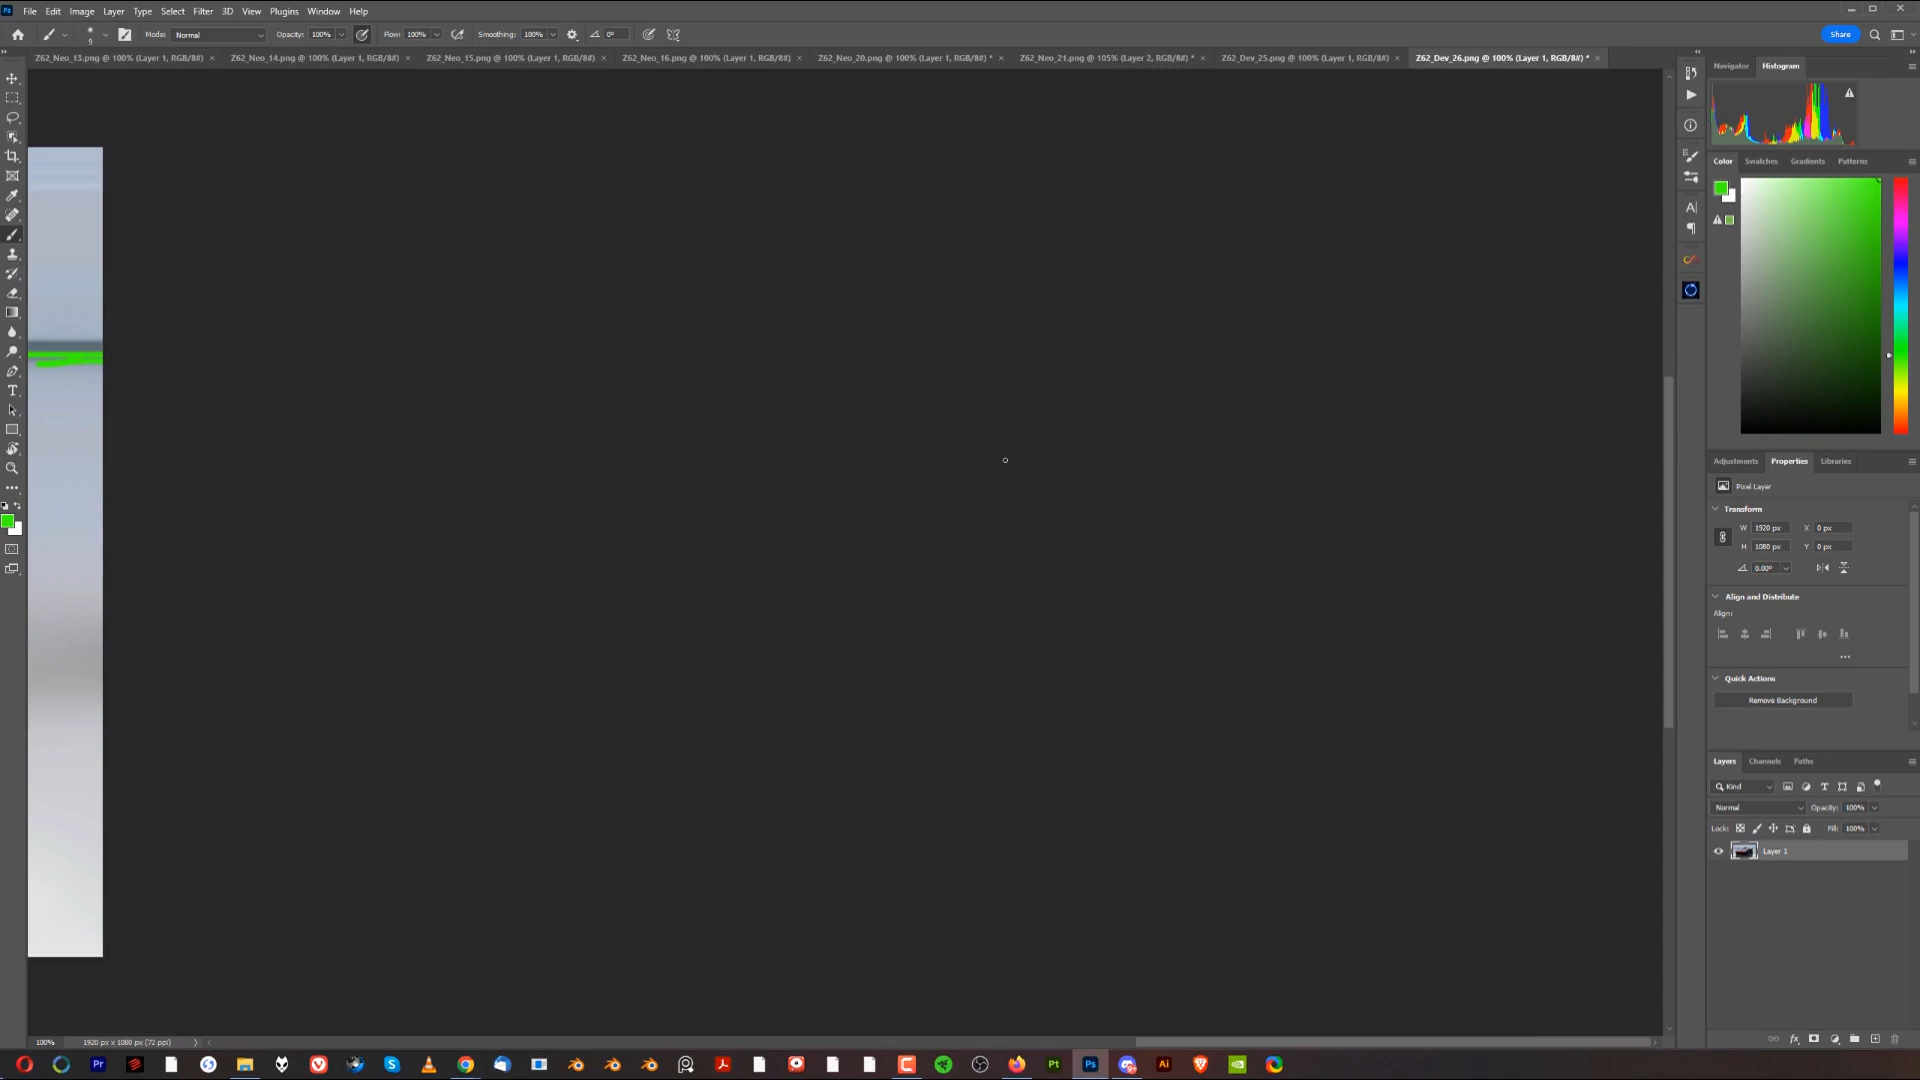 File Edit Image Layer Type Select Filter 3D View Plugins Window Help
9 Mode: Normal Opacity: 100% Flow: 100% Smoothing: 100% 0° Share
Z62_Neo_13.png @ 100% (Layer 1, RGB/8#) Z62_Neo_14.png @ 100% (Layer 1, RGB/8#) Z62_Neo_15.png @ 100% (Layer 1, RGB/8#) Z62_Neo_16.png @ 100% (Layer 1, RGB/8#) Z62_Neo_20.png @ 100% (Layer 1, RGB/8#) * Z62_Neo_21.png @ 105% (Layer 2, RGB/8#) * Z62_Dev_25.png @ 100% (Layer 1, RGB/8#) Z62_Dev_26.png @ 100% (Layer 1, RGB/8#) *
Navigator Histogram
Color Swatches Gradients Patterns
Adjustments Properties Libraries
Pixel Layer
Transform
W 1920 px X 0 px
H 1080 px Y 0 px
0.00°
Align and Distribute
Align:
Quick Actions
Remove Background
Layers Channels Paths
Kind
Normal Opacity: 100%
Lock: Fill: 100%
Layer 1
100% 1920 px x 1080 px (72 ppi)